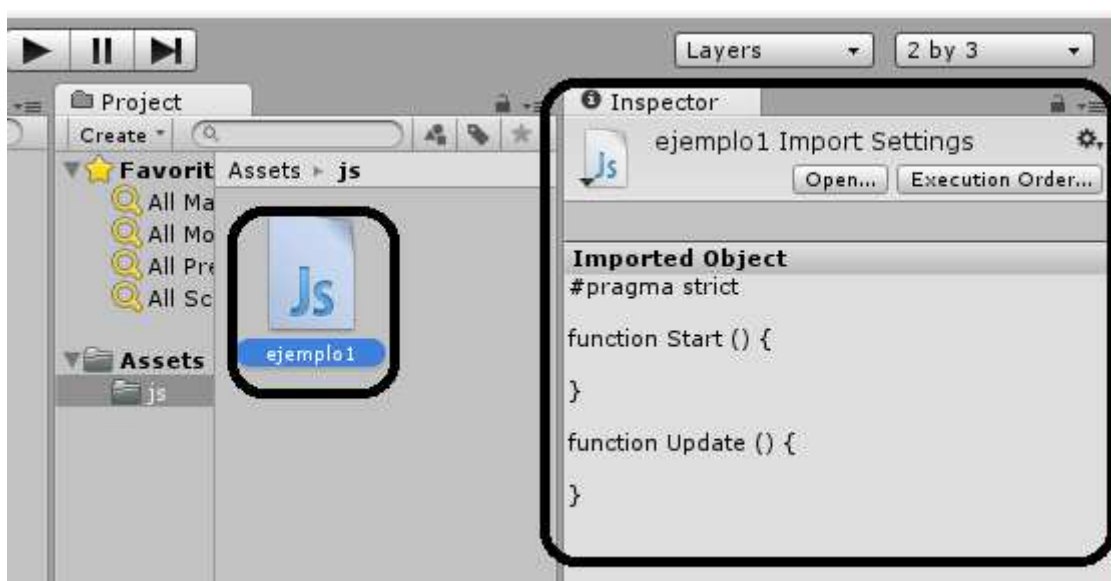 Layers
2 by 3
Project
Create
Favorit
All Ma
All Mo
All Pre
All Sc
Assets
js
Assets ▸ js
Js
ejemplo1
Inspector
Js
ejemplo1 Import Settings
Open... Execution Order...
Imported Object
#pragma strict
function Start () {
}
function Update () {
}